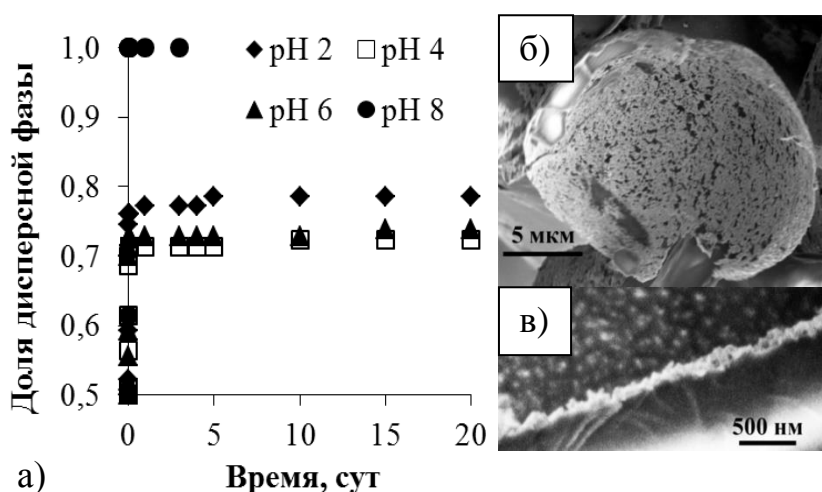 1,0
0,9
0,8
0,7
0,6
0,5
Доля дисперсной фазы
pH 2
pH 4
pH 6
pH 8
0
5
10
15
20
Время, сут
а)
б)
5 мкм
в)
500 нм